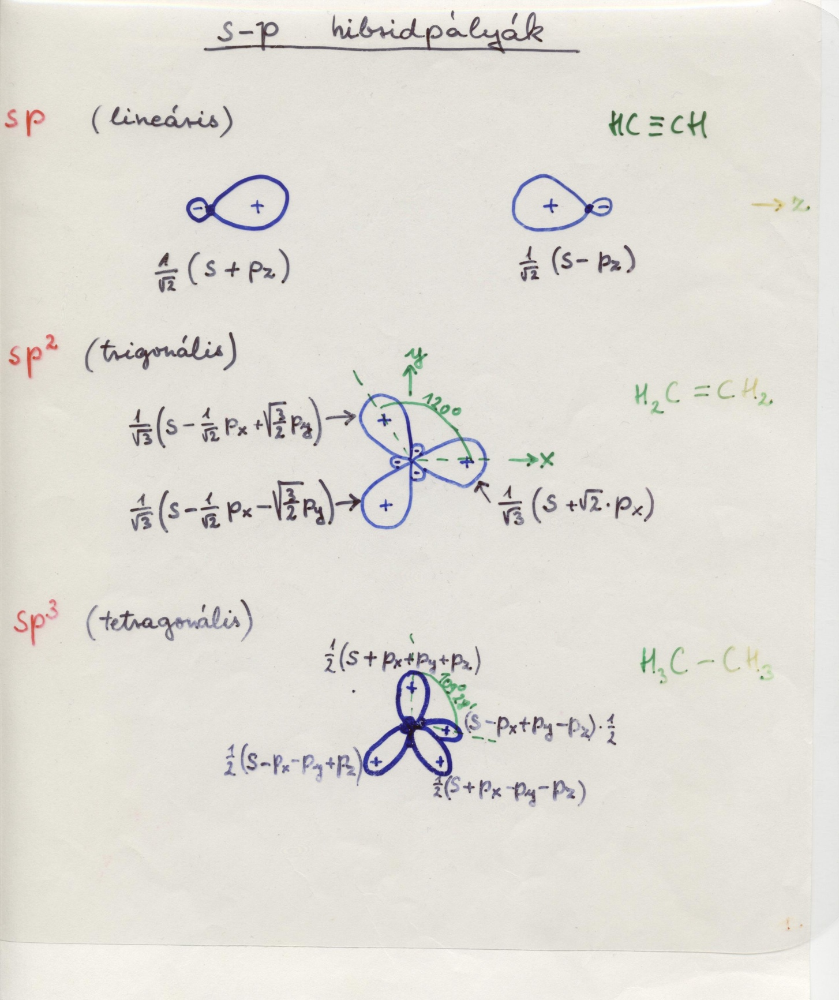 s-p hibridpályák
sp (lineáris) HC≡CH
- + + - → z
1/√2 (s + pz) 1/√2 (s - pz)
sp² (trigonális)
y
H₂C = CH₂
120°
1/√3 (s - 1/√2 px + √3/2 py) → +
- - - + → x
1/√3 (s - 1/√2 px - √3/2 py) → + 1/√3 (s + √2 · px)
sp³ (tetragonális)
1/2 (s + px + py + pz) H₃C - CH₃
+ 109° 28'
+ (s - px + py - pz) · 1/2
1/2 (s - px - py + pz) + +
1/2 (s + px - py - pz)